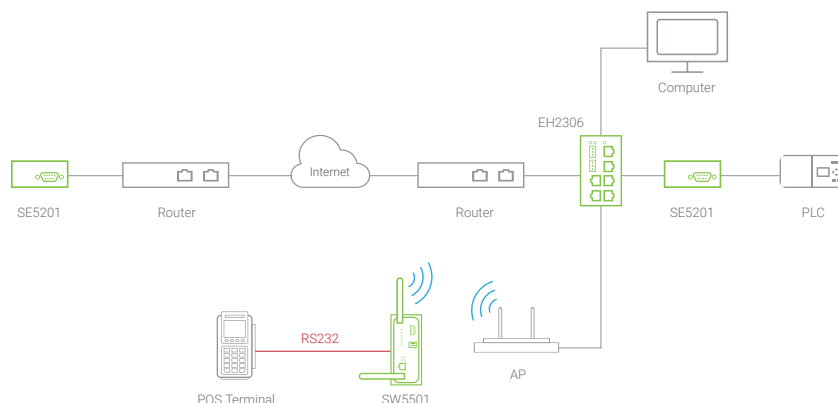 Computer
EH2306
Internet
SE5201
Router
Router
SE5201
PLC
RS232
AP
POS Terminal
SW5501